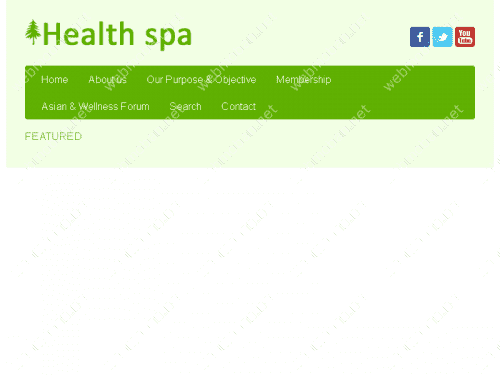 Health spa
f You Tube
Home About us Our Purpose & Objective Membership
Asian & Wellness Forum Search Contact
FEATURED